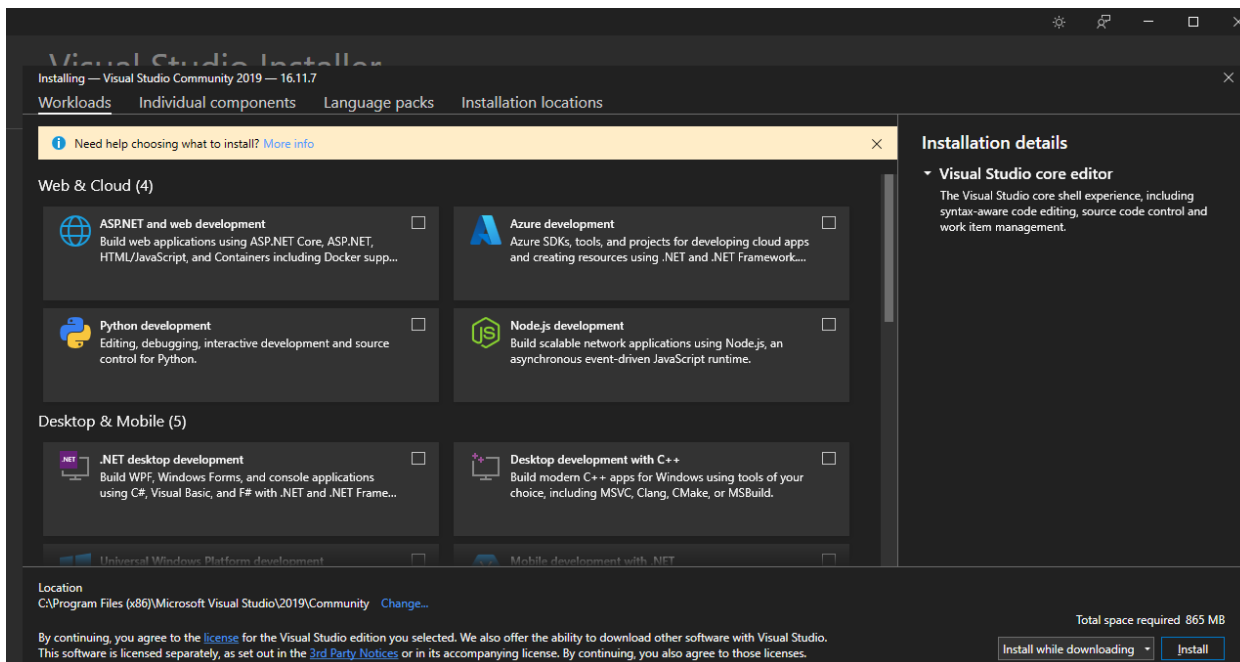 Visual Studio Installer
Installing — Visual Studio Community 2019 — 16.11.7
Workloads
Individual components
Language packs
Installation locations
Need help choosing what to install? More info
Web & Cloud (4)
ASP.NET and web development
Build web applications using ASP.NET Core, ASP.NET,
HTML/JavaScript, and Containers including Docker supp...
Azure development
Azure SDKs, tools, and projects for developing cloud apps
and creating resources using .NET and .NET Framework....
Python development
Editing, debugging, interactive development and source
control for Python.
Node.js development
Build scalable network applications using Node.js, an
asynchronous event-driven JavaScript runtime.
Desktop & Mobile (5)
.NET
.NET desktop development
Build WPF, Windows Forms, and console applications
using C#, Visual Basic, and F# with .NET and .NET Frame...
Desktop development with C++
Build modern C++ apps for Windows using tools of your
choice, including MSVC, Clang, CMake, or MSBuild.
Universal Windows Platform development
Mobile development with .NET
Installation details
Visual Studio core editor
The Visual Studio core shell experience, including
syntax-aware code editing, source code control and
work item management.
Location
C:\Program Files (x86)\Microsoft Visual Studio\2019\Community Change...
By continuing, you agree to the license for the Visual Studio edition you selected. We also offer the ability to download other software with Visual Studio.
This software is licensed separately, as set out in the 3rd Party Notices or in its accompanying license. By continuing, you also agree to those licenses.
Total space required 865 MB
Install while downloading
Install